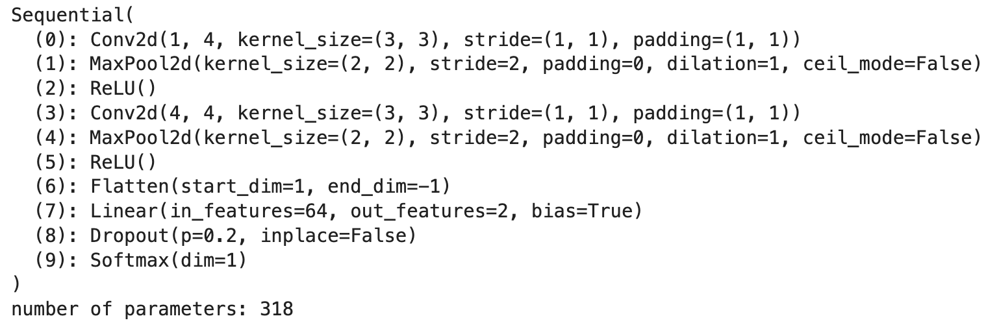 Sequential(
  (0): Conv2d(1, 4, kernel_size=(3, 3), stride=(1, 1), padding=(1, 1))
  (1): MaxPool2d(kernel_size=(2, 2), stride=2, padding=0, dilation=1, ceil_mode=False)
  (2): ReLU()
  (3): Conv2d(4, 4, kernel_size=(3, 3), stride=(1, 1), padding=(1, 1))
  (4): MaxPool2d(kernel_size=(2, 2), stride=2, padding=0, dilation=1, ceil_mode=False)
  (5): ReLU()
  (6): Flatten(start_dim=1, end_dim=-1)
  (7): Linear(in_features=64, out_features=2, bias=True)
  (8): Dropout(p=0.2, inplace=False)
  (9): Softmax(dim=1)
)
number of parameters: 318